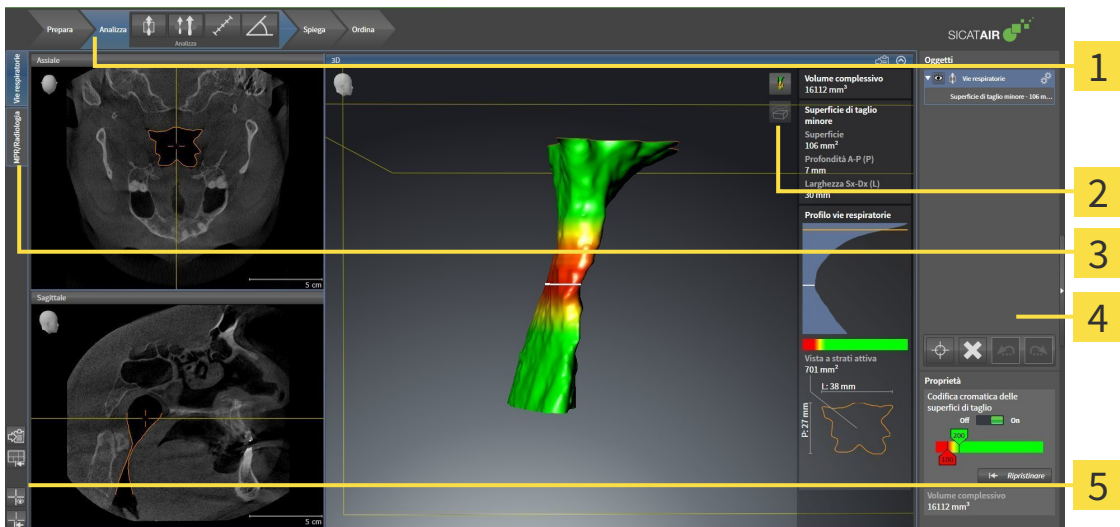 Prepara
Analizza
Analizza
Spiega
Ordina
SICATAIR
1
Vie respiratorie
MPR/Radiologia
Assiale
5 cm
Sagittale
5 cm
3D
Volume complessivo
16112 mm³
Superficie di taglio
minore
Superficie
106 mm²
Profondità A-P (P)
7 mm
Larghezza Sx-Dx (L)
30 mm
Profilo vie respiratorie
Vista a strati attiva
701 mm²
L: 38 mm
P: 27 mm
Oggetti
Vie respiratorie
Superficie di taglio minore - 106 m...
2
3
4
Proprietà
Codifica cromatica delle
superfici di taglio
Off On
200
100
Ripristinare
Volume complessivo
16112 mm³
5